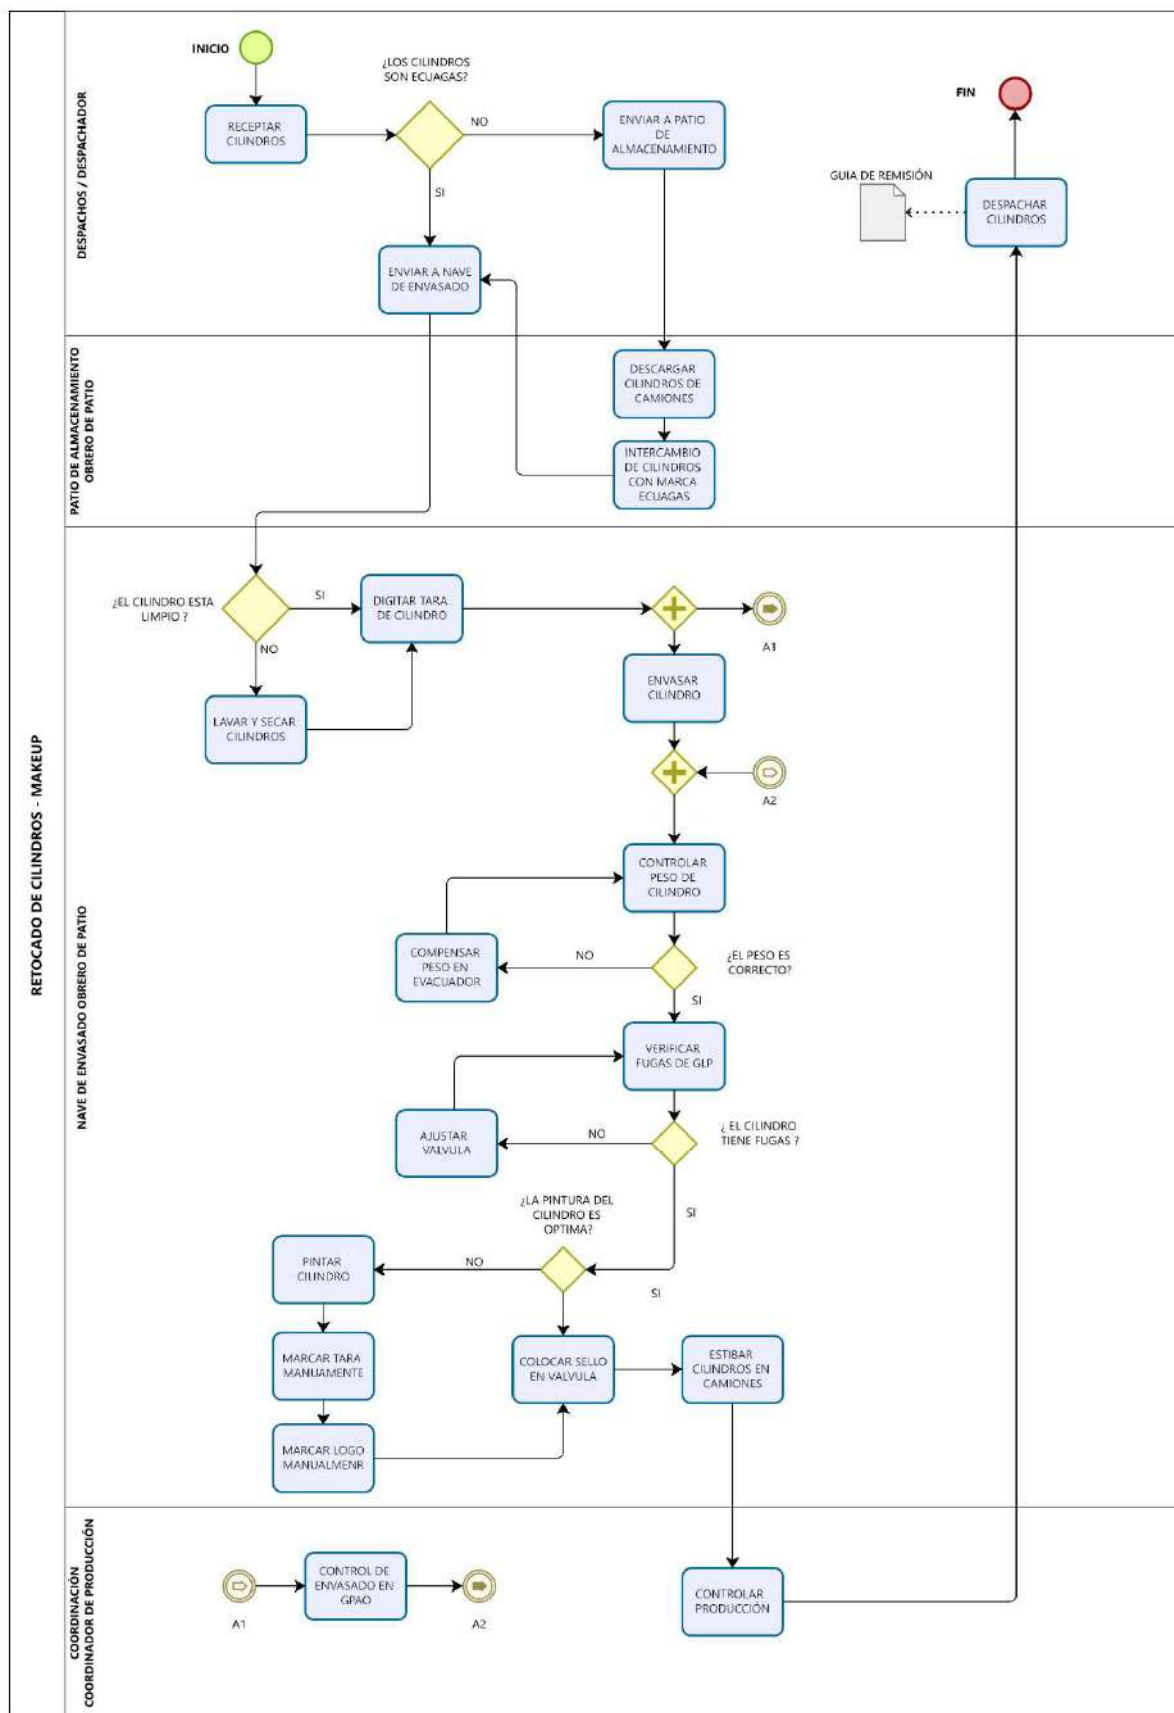 RETOCADO DE CILINDROS - MAKEUP
DESPACHOS / DESPACHADOR
INICIO
¿LOS CILINDROS
SON ECUAGAS?
RECEPTAR
CILINDROS
NO
SI
ENVIAR A PATIO
DE
ALMACENAMIENTO
FIN
GUIA DE REMISIÓN
DESPACHAR
CILINDROS
ENVIAR A NAVE
DE ENVASADO
PATIO DE ALMACENAMIENTO
OBRERO DE PATIO
DESCARGAR
CILINDROS DE
CAMIONES
INTERCAMBIO
DE CILINDROS
CON MARCA
ECUAGAS
NAVE DE ENVASADO OBRERO DE PATIO
¿EL CILINDRO ESTA
LIMPIO ?
SI
NO
DIGITAR TARA
DE CILINDRO
A1
LAVAR Y SECAR
CILINDROS
ENVASAR
CILINDRO
A2
CONTROLAR
PESO DE
CILINDRO
COMPENSAR
PESO EN
EVACUADOR
NO
¿EL PESO ES
CORRECTO?
SI
VERIFICAR
FUGAS DE GLP
AJUSTAR
VALVULA
NO
¿ EL CILINDRO
TIENE FUGAS ?
SI
¿LA PINTURA DEL
CILINDRO ES
OPTIMA?
PINTAR
CILINDRO
NO
SI
MARCAR TARA
MANUAMENTE
COLOCAR SELLO
EN VALVULA
ESTIBAR
CILINDROS EN
CAMIONES
MARCAR LOGO
MANUALMENR
COORDINACIÓN
COORDINADOR DE PRODUCCIÓN
A1
CONTROL DE
ENVASADO EN
GPAO
A2
CONTROLAR
PRODUCCIÓN